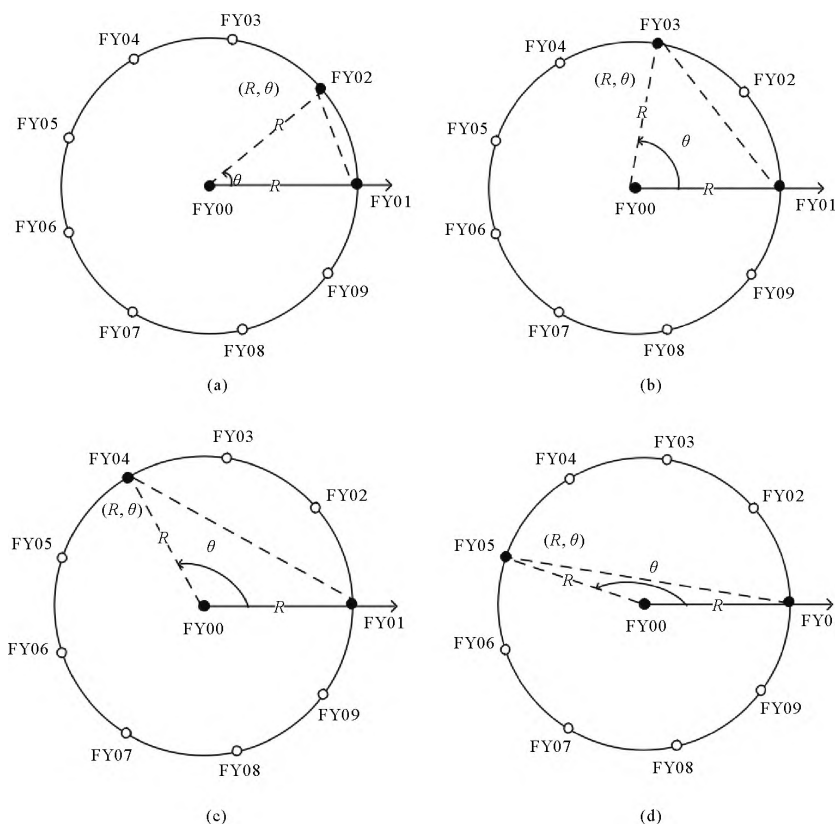 FY03
FY04
FY02
(R, θ)
R
FY05
θ
R
FY00
FY01
FY06
FY09
FY07
FY08
(a)
FY03
FY04
(R, θ)
FY02
R
θ
FY05
R
FY00
FY01
FY06
FY09
FY07
FY08
(b)
FY03
FY04
FY02
(R, θ)
R
θ
FY05
R
FY00
FY01
FY06
FY09
FY07
FY08
(c)
FY03
FY04
FY02
(R, θ)
FY05
θ
R
R
FY00
FY0
FY06
FY09
FY07
FY08
(d)